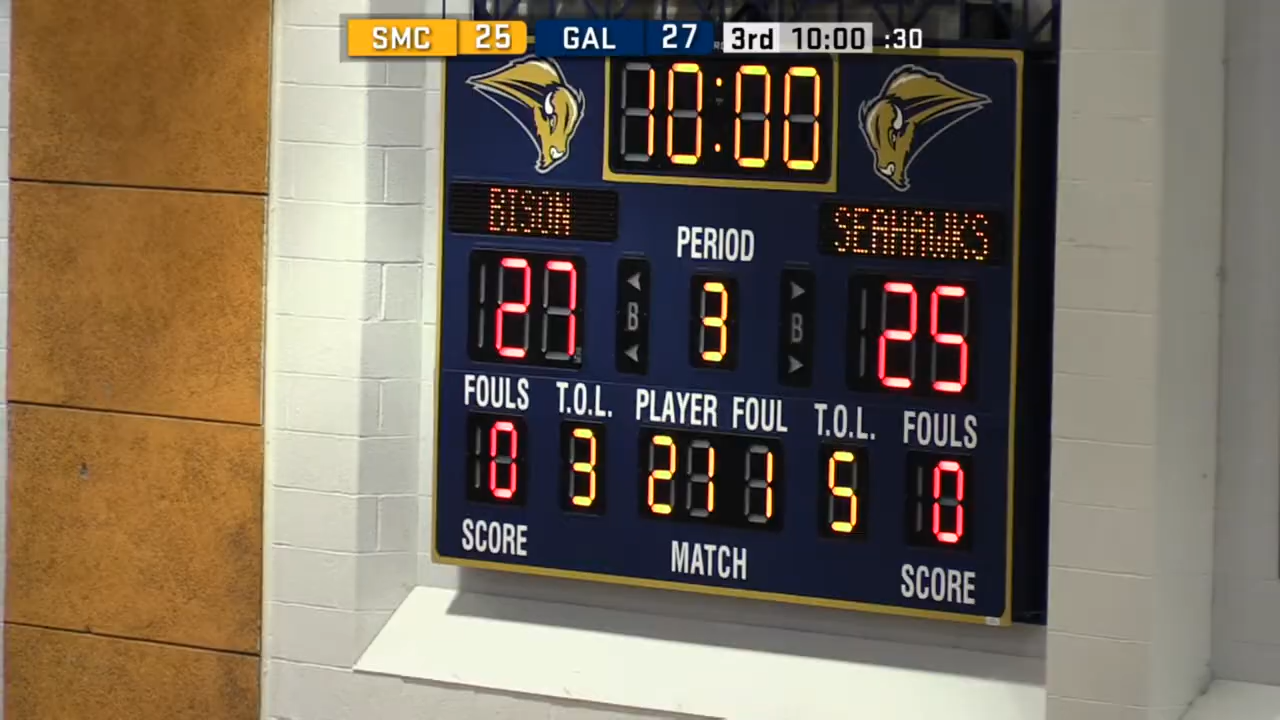 SMC 25 GAL 27 3rd 10:00 :30
10:00
BISON
SEAHAWKS
PERIOD
27
B
3
B
25
FOULS T.O.L. PLAYER FOUL T.O.L. FOULS
0 3 21 1 5 0
SCORE MATCH SCORE